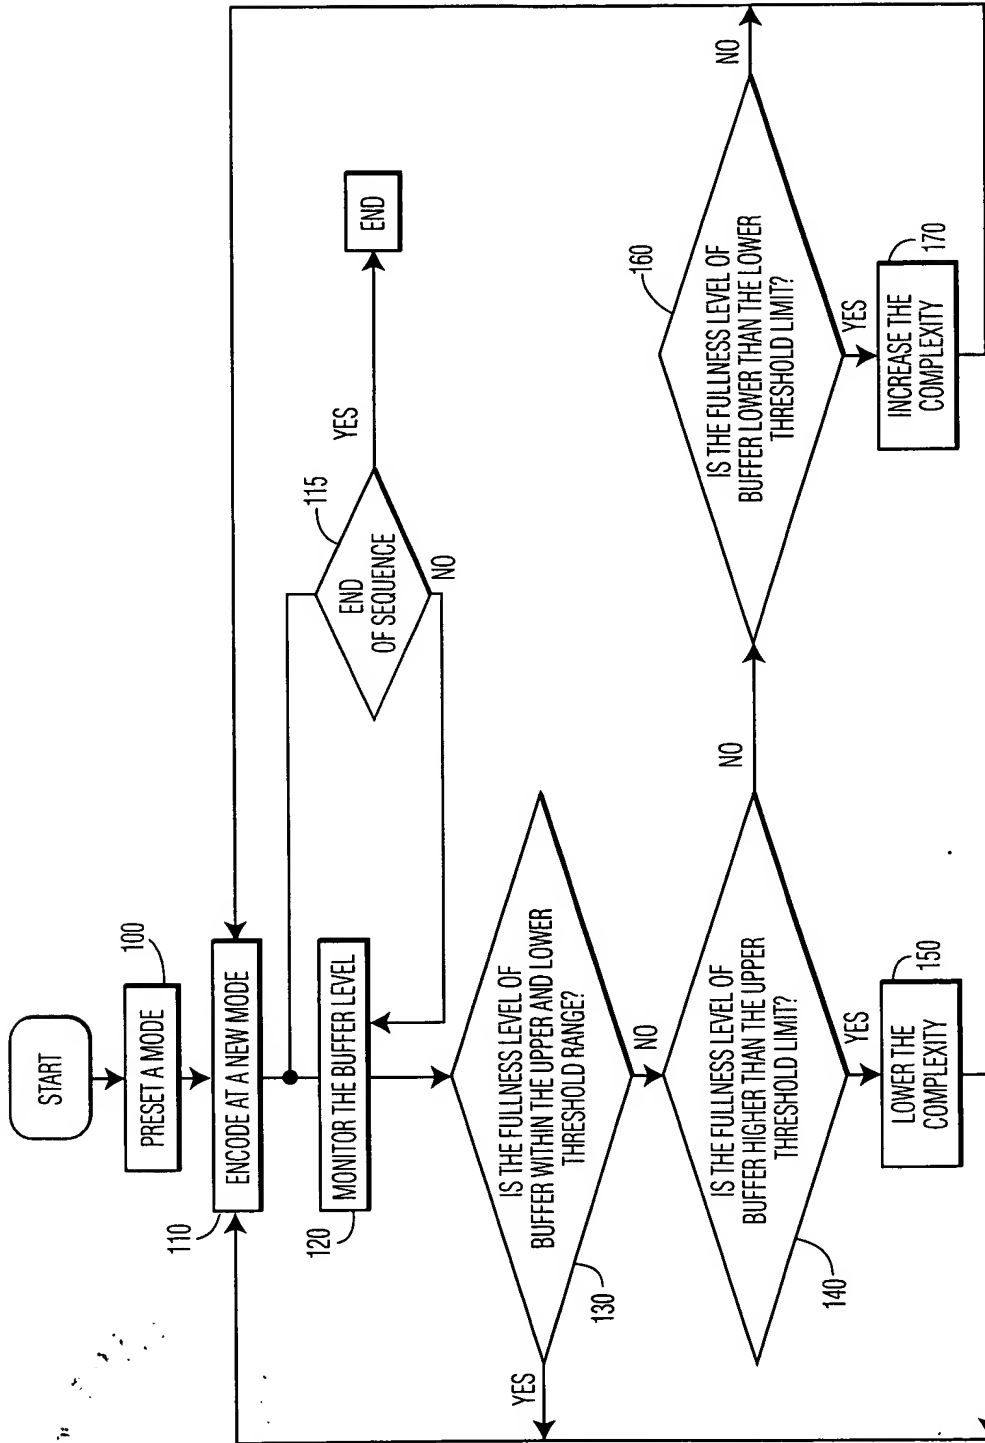 START
PRESET A MODE
100
ENCODE AT A NEW MODE
110
END
OF SEQUENCE
115
YES
END
NO
MONITOR THE BUFFER LEVEL
120
IS THE FULLNESS LEVEL OF
BUFFER WITHIN THE UPPER AND LOWER
THRESHOLD RANGE?
130
YES
NO
IS THE FULLNESS LEVEL OF
BUFFER HIGHER THAN THE UPPER
THRESHOLD LIMIT?
140
NO
YES
LOWER THE
COMPLEXITY
150
IS THE FULLNESS LEVEL OF
BUFFER LOWER THAN THE LOWER
THRESHOLD LIMIT?
160
NO
YES
INCREASE THE
COMPLEXITY
170